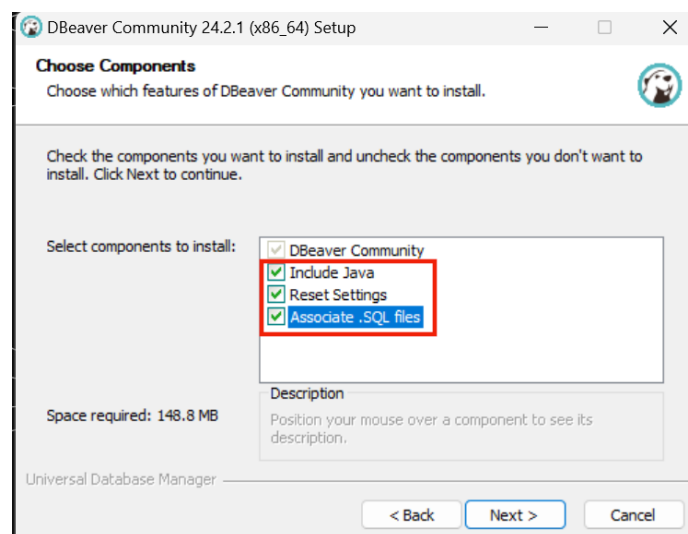 DBeaver Community 24.2.1 (x86_64) Setup
Choose Components
Choose which features of DBeaver Community you want to install.
Check the components you want to install and uncheck the components you don't want to
install. Click Next to continue.
Select components to install:
DBeaver Community
Include Java
Reset Settings
Associate .SQL files
Space required: 148.8 MB
Description
Position your mouse over a component to see its
description.
Universal Database Manager
< Back
Next >
Cancel